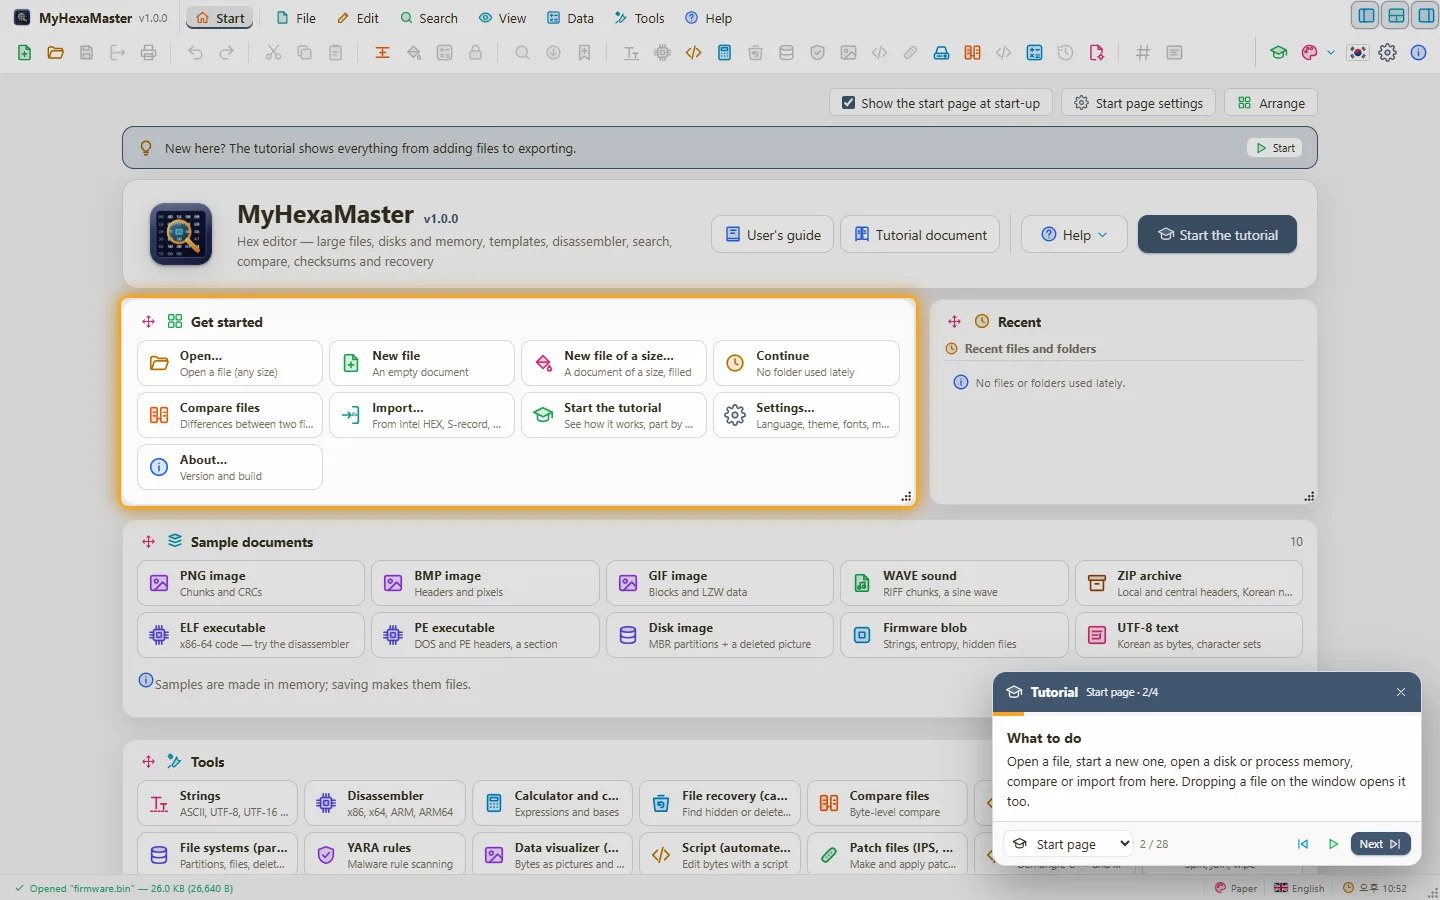 MyHexaMaster v1.0.0
Start File Edit Search View Data Tools Help
Show the start page at start-up
Start page settings
Arrange
New here? The tutorial shows everything from adding files to exporting.
Start
MyHexaMaster v1.0.0
Hex editor — large files, disks and memory, templates, disassembler, search,
compare, checksums and recovery
User's guide
Tutorial document
Help
Start the tutorial
Get started
Open...
Open a file (any size)
New file
An empty document
New file of a size...
A document of a size, filled
Continue
No folder used lately.
Compare files
Differences between two fi...
Import...
From Intel HEX, S-record, ...
Start the tutorial
See how it works, part by ...
Settings...
Language, theme, fonts, m...
About...
Version and build
Recent
Recent files and folders
No files or folders used lately.
Sample documents
10
PNG image
Chunks and CRCs
BMP image
Headers and pixels
GIF image
Blocks and LZW data
WAVE sound
RIFF chunks, a sine wave
ZIP archive
Local and central headers, Korean n...
ELF executable
x86-64 code — try the disassembler
PE executable
DOS and PE headers, a section
Disk image
MBR partitions + a deleted picture
Firmware blob
Strings, entropy, hidden files
UTF-8 text
Korean as bytes, character sets
Samples are made in memory; saving makes them files.
Tools
Strings
ASCII, UTF-8, UTF-16 ...
Disassembler
x86, x64, ARM, ARM64
Calculator and c...
Expressions and bases
File recovery (ca...
Find hidden or delete...
Compare files
Byte-level compare
File systems (par...
Partitions, files, delet...
YARA rules
Malware rule scanning
Data visualizer (...
Bytes as pictures and ...
Script (automate...
Edit bytes with a script
Patch files (IPS, ...
Make and apply patc...
Tutorial Start page · 2/4
What to do
Open a file, start a new one, open a disk or process memory,
compare or import from here. Dropping a file on the window opens it
too.
Start page
2 / 28
Next
Opened "firmware.bin" — 26.0 KB (26,640 B)
Paper
English
오후 10:52